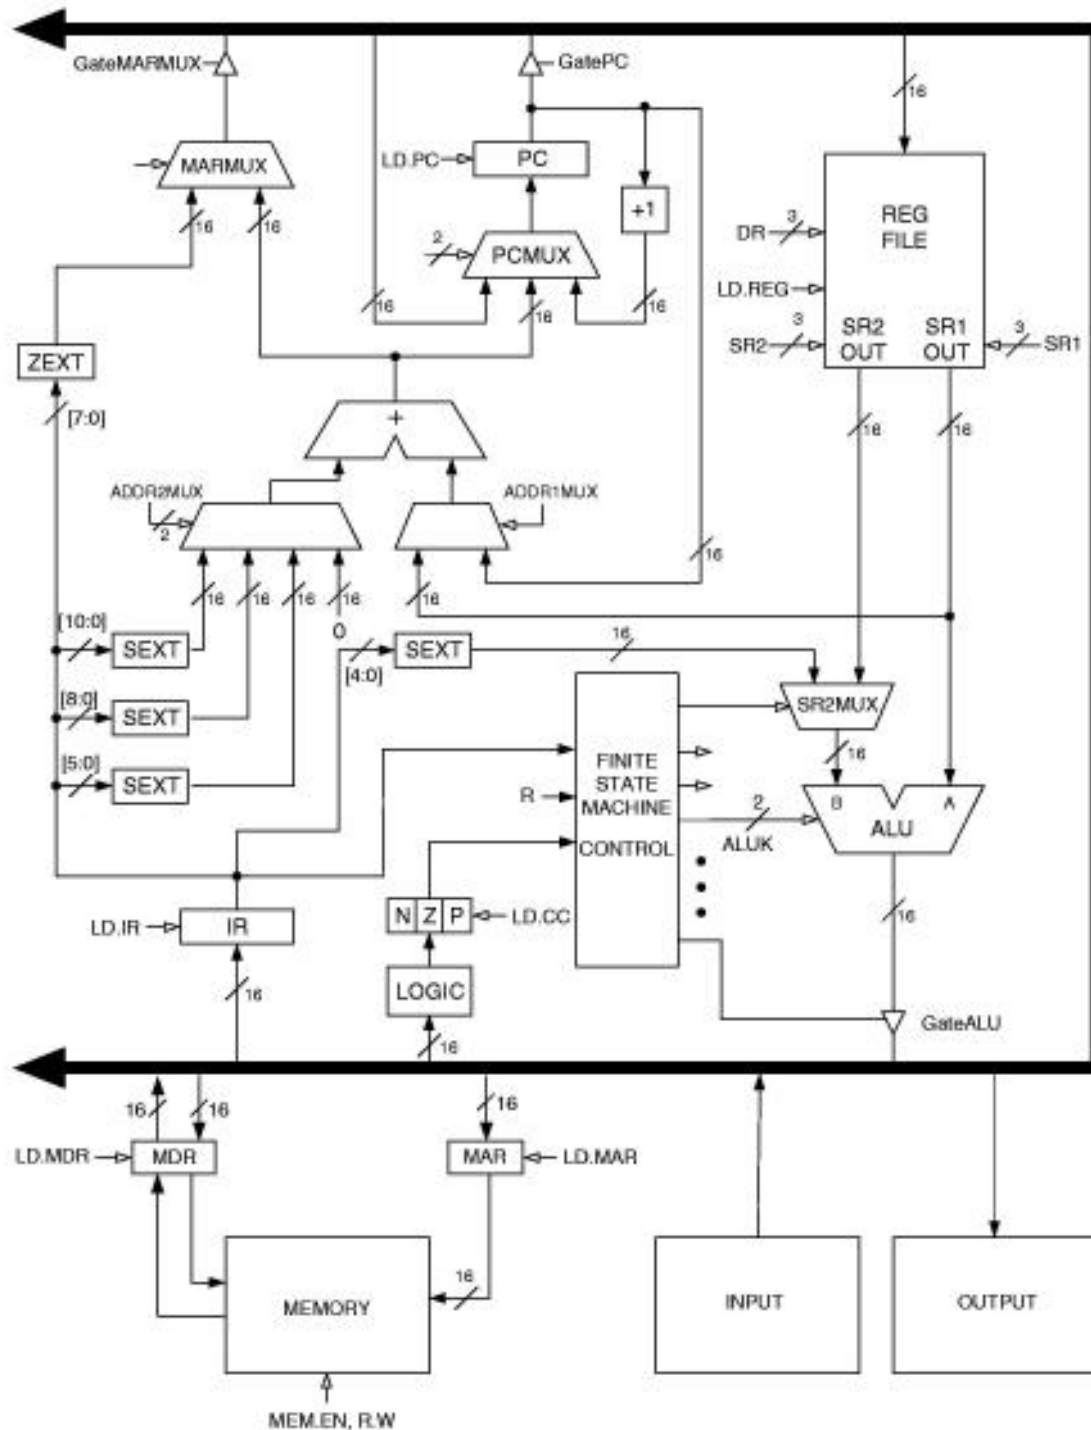 GateMARMUX
GatePC
16
MARMUX
LD.PC
PC
16
16
+1
REG
FILE
2
PCMUX
DR
3
LD.REG
16
16
16
3
SR2
SR2
OUT
SR1
OUT
3
SR1
ZEXT
[7:0]
+
16
16
ADDR2MUX
2
ADDR1MUX
16
16
16
16
16
16
[10:0]
SEXT
0
[4:0]
SEXT
16
[8:0]
SEXT
SR2MUX
[5:0]
SEXT
16
FINITE
STATE
MACHINE
CONTROL
R
B
A
ALU
2
ALUK
N Z P
LD.CC
LD.IR
IR
16
LOGIC
16
16
GateALU
16
16
16
LD.MDR
MDR
MAR
LD.MAR
16
MEMORY
INPUT
OUTPUT
MEM.EN, R.W